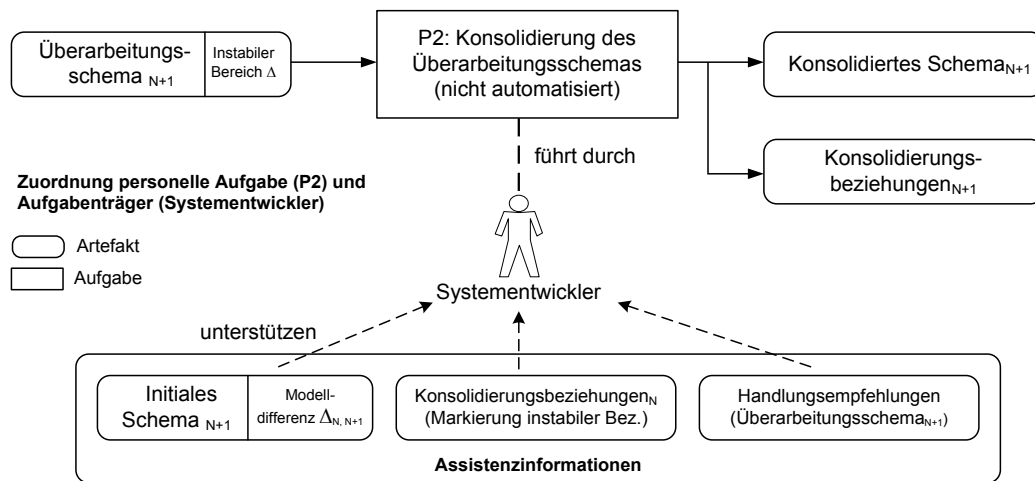 Überarbeitungs-
schema N+1
Instabiler
Bereich Δ
P2: Konsolidierung des
Überarbeitungsschemas
(nicht automatisiert)
Konsolidiertes SchemaN+1
Konsolidierungs-
beziehungenN+1
führt durch
Zuordnung personelle Aufgabe (P2) und
Aufgabenträger (Systementwickler)
Artefakt
Aufgabe
Systementwickler
unterstützen
Initiales
Schema N+1
Modell-
differenz ΔN, N+1
KonsolidierungsbeziehungenN
(Markierung instabiler Bez.)
Handlungsempfehlungen
(ÜberarbeitungsschemaN+1)
Assistenzinformationen